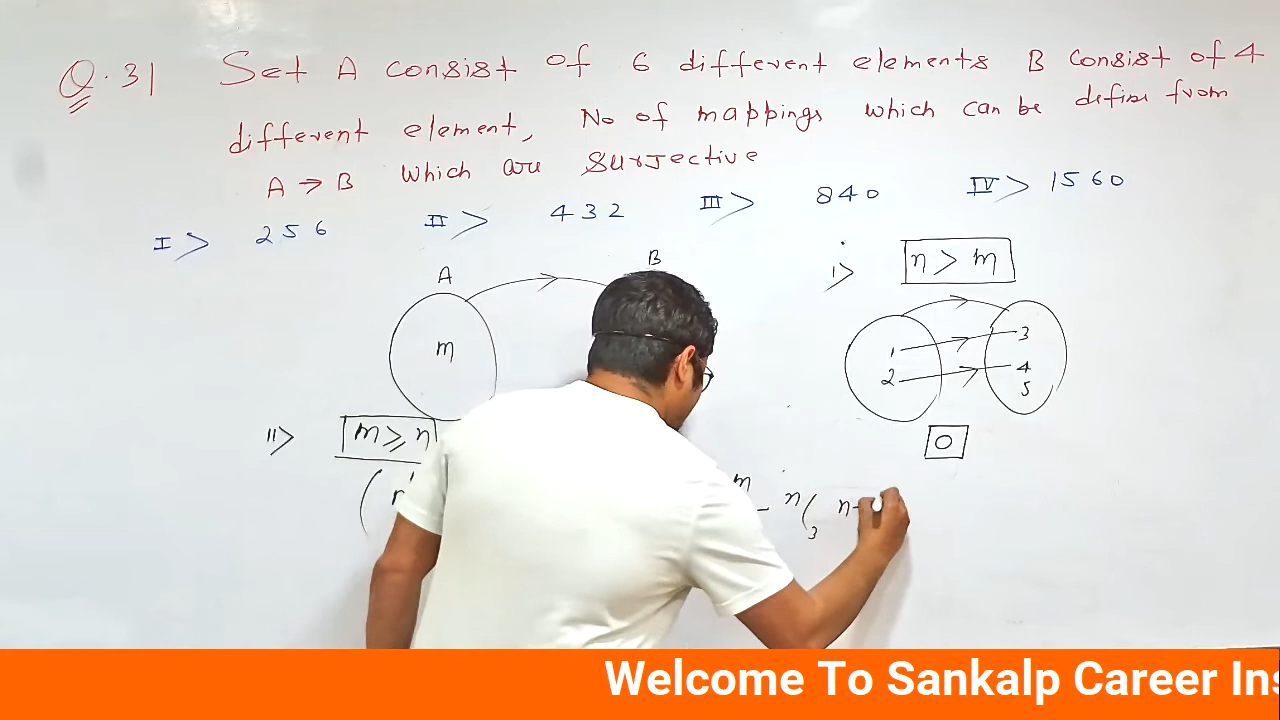 Q.31 Set A consist of 6 different elements B consist of 4
different element, No of mappings which can be define from
A → B which are Surjective
I> 256 II> 432 III> 840 IV> 1560
A B
i> n > m
m
1 3
2 4
5
ii> m ≥ n
0
( n m - nC3 n-
Welcome To Sankalp Career Ins